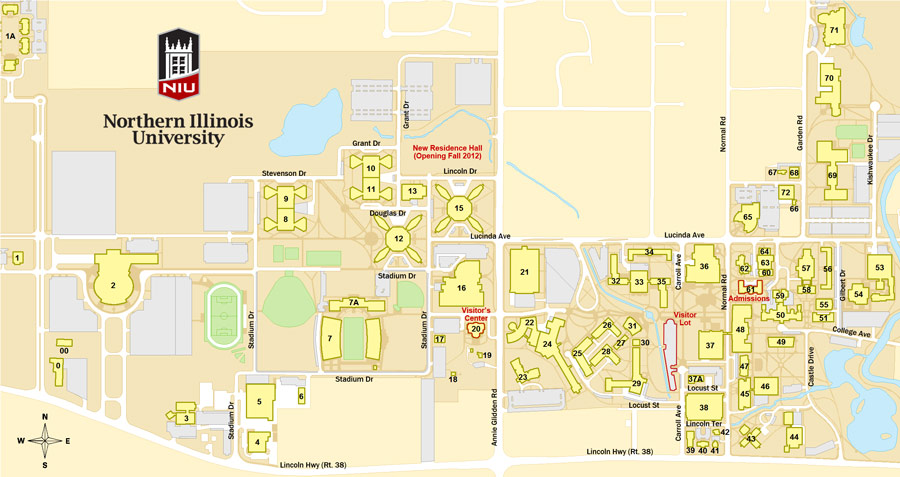 1A
71
NIU
Northern Illinois
University
70
Grant Dr
Normal Rd
Garden Rd
Kishwaukee Dr
New Residence Hall
(Opening Fall 2012)
Grant Dr
Stevenson Dr
Lincoln Dr
10
11
13
9
8
15
67
68
69
72
66
65
Douglas Dr
12
Lucinda Ave
Lucinda Ave
1
2
Stadium Dr
16
21
34
32
33
35
Carroll Ave
36
62
64
63
60
57
56
53
61
Admissions
Normal Rd
59
58
54
Gilbert Dr
55
51
50
College Ave
7A
7
Stadium Dr
Stadium Dr
Visitor's
Center
20
17
19
18
Visitor
Lot
22
24
23
25
26
31
27
28
30
29
37
48
49
00
0
Stadium Dr
37A
Locust St
Locust St
47
46
45
Castle Drive
5
6
3
4
Stadium Dr
Annie Glidden Rd
38
Carroll Ave
Lincoln Ter
42
39
40
41
43
44
N
W
E
S
Lincoln Hwy (Rt. 38)
Lincoln Hwy (Rt. 38)